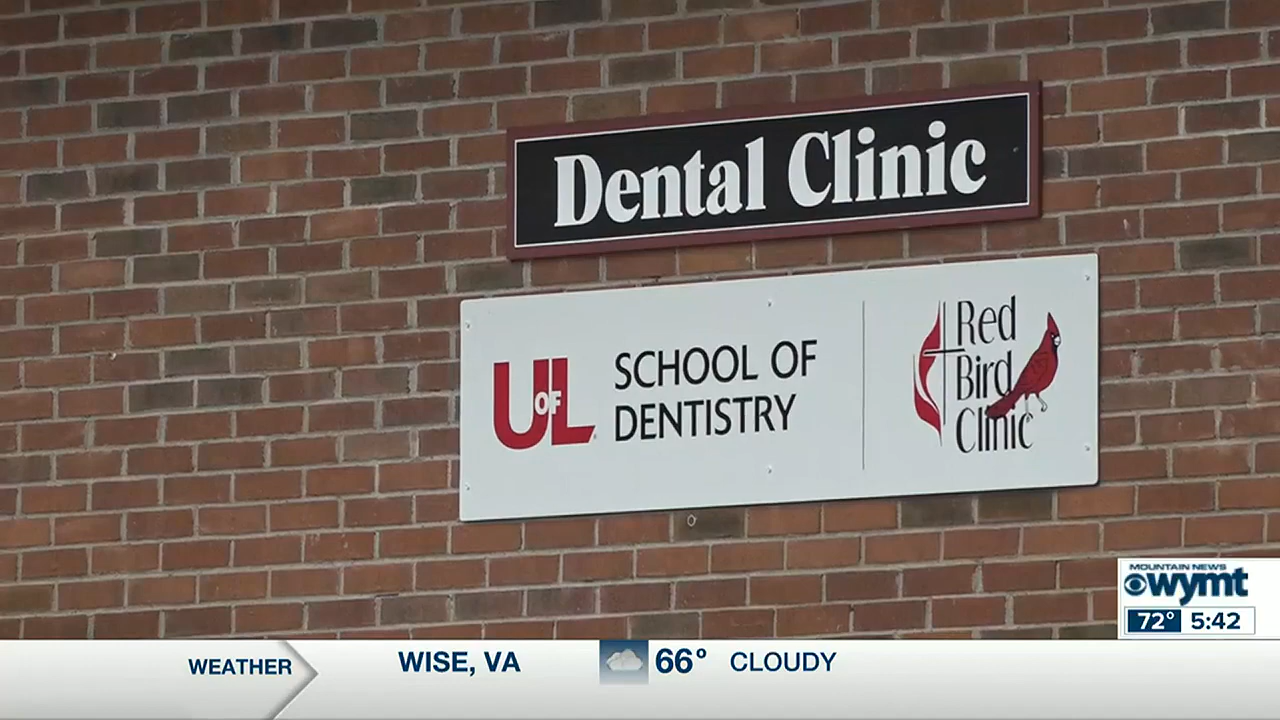 Dental Clinic
UOFL
SCHOOL OF
DENTISTRY
Red
Bird
Clinic
MOUNTAIN NEWS
wymt
72° 5:42
WEATHER
WISE, VA
66° CLOUDY